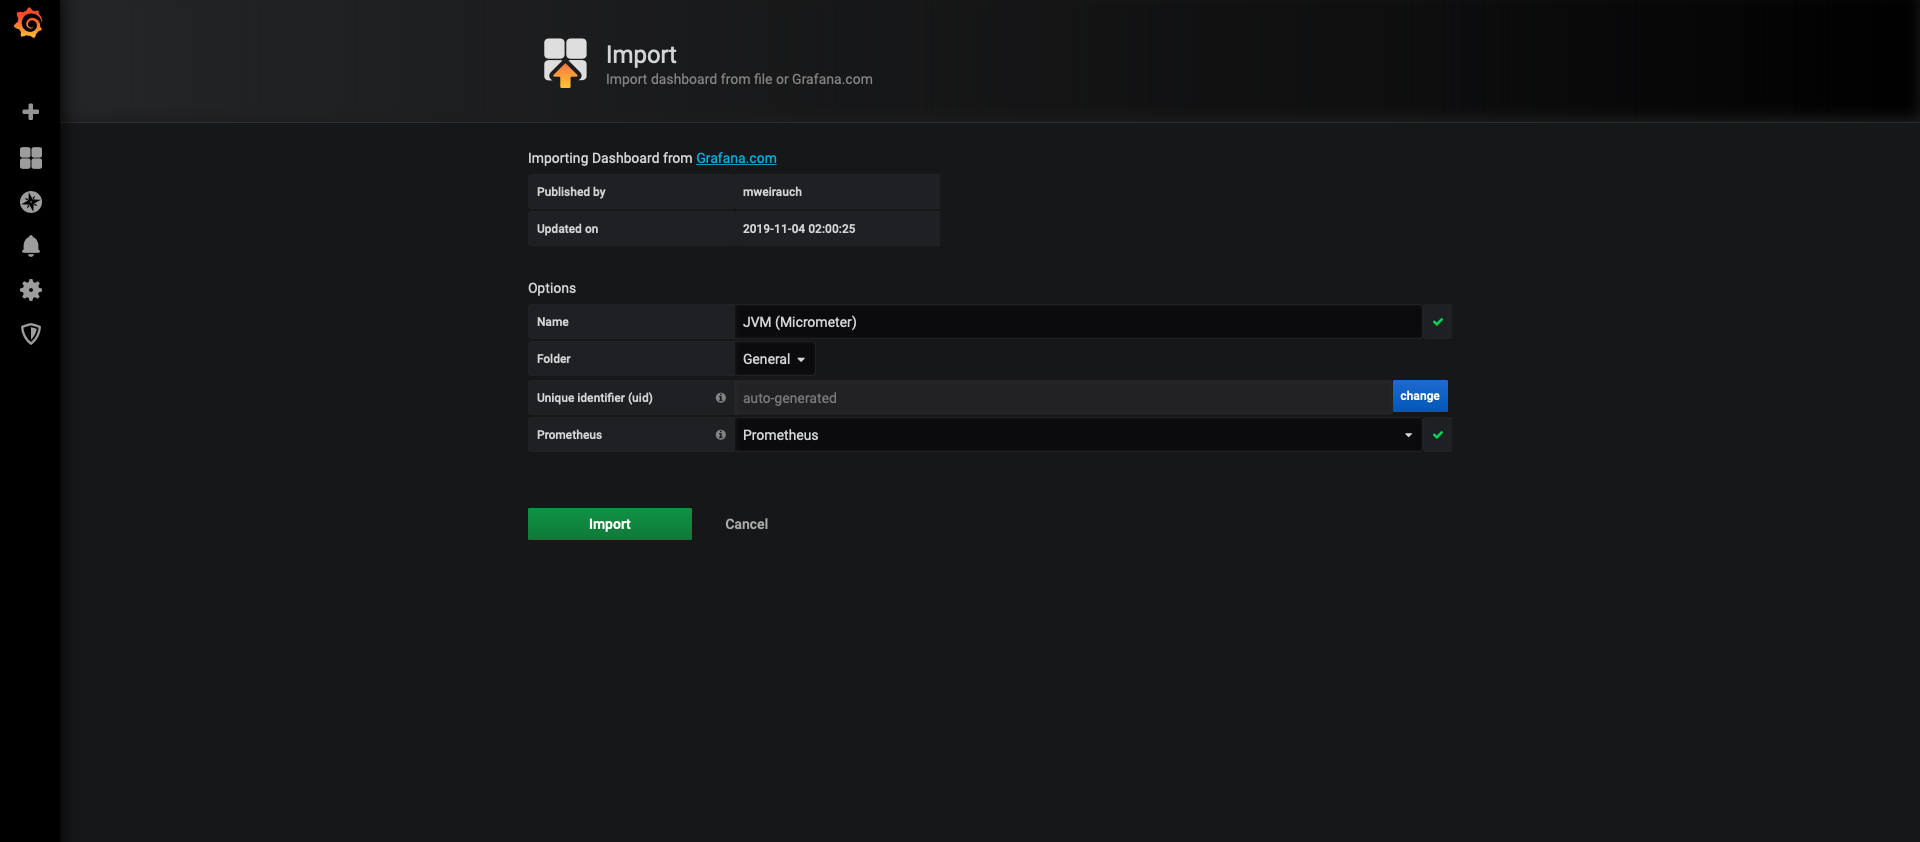 Import
Import dashboard from file or Grafana.com
Importing Dashboard from Grafana.com
Published by mweirauch
Updated on 2019-11-04 02:00:25
Options
Name JVM (Micrometer)
Folder General
Unique identifier (uid) auto-generated change
Prometheus Prometheus
Import Cancel